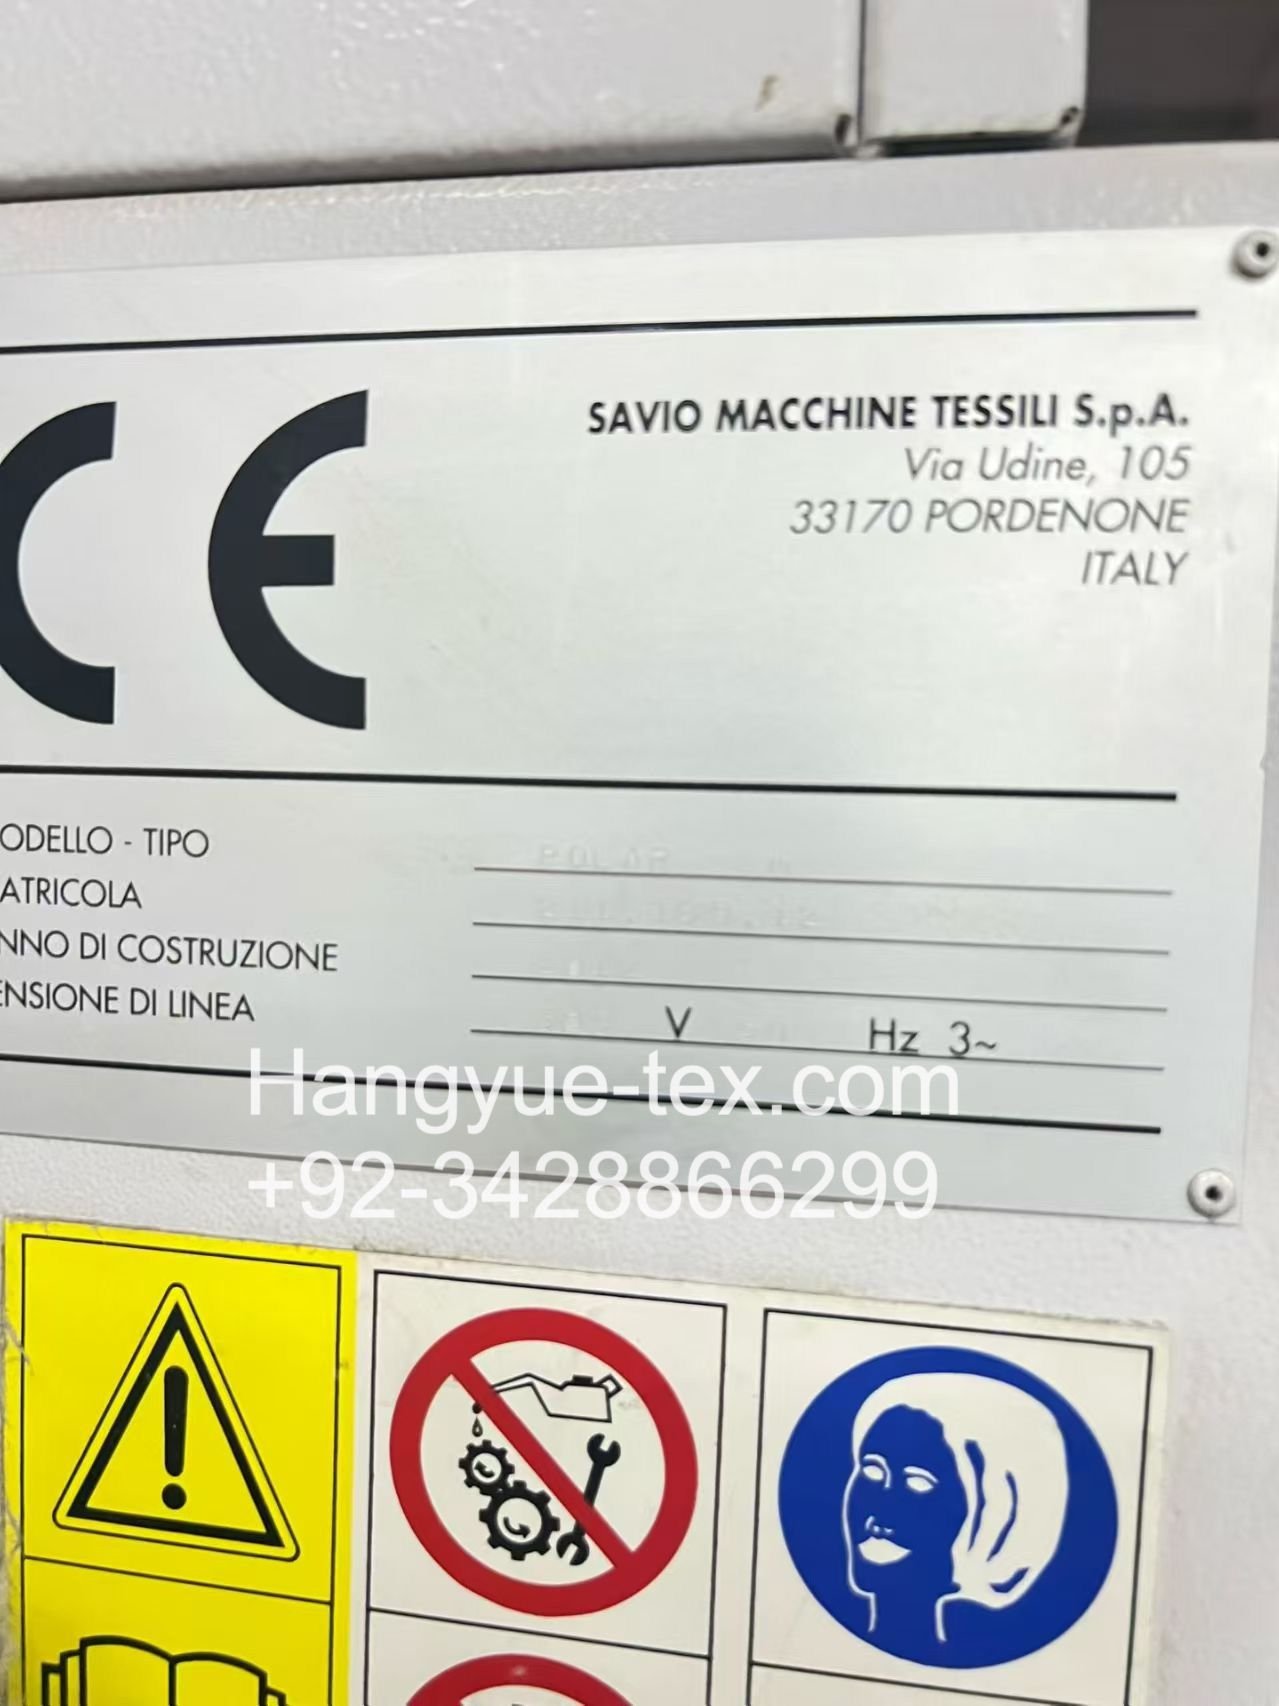 CE
SAVIO MACCHINE TESSILI S.p.A.
Via Udine, 105
33170 PORDENONE
ITALY
ODELLO - TIPO POLAR M
ATRICOLA
NNO DI COSTRUZIONE
ENSIONE DI LINEA V Hz 3~
Hangyue-tex.com
+92-3428866299